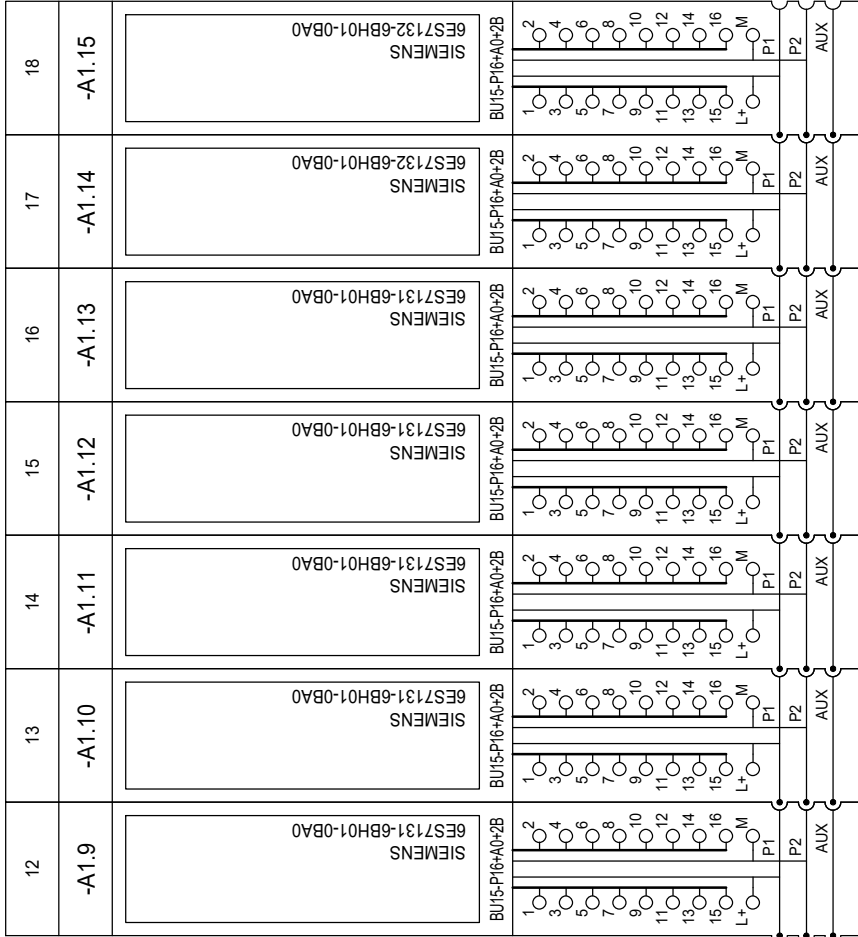 18
-A1.15
SIEMENS
6ES7132-6BH01-0BA0
BU15-P16+A0+2B
2 4 6 8 10 12 14 16 M
1 3 5 7 9 11 13 15 L+
P1
P2
AUX
17
-A1.14
SIEMENS
6ES7132-6BH01-0BA0
BU15-P16+A0+2B
2 4 6 8 10 12 14 16 M
1 3 5 7 9 11 13 15 L+
P1
P2
AUX
16
-A1.13
SIEMENS
6ES7131-6BH01-0BA0
BU15-P16+A0+2B
2 4 6 8 10 12 14 16 M
1 3 5 7 9 11 13 15 L+
P1
P2
AUX
15
-A1.12
SIEMENS
6ES7131-6BH01-0BA0
BU15-P16+A0+2B
2 4 6 8 10 12 14 16 M
1 3 5 7 9 11 13 15 L+
P1
P2
AUX
14
-A1.11
SIEMENS
6ES7131-6BH01-0BA0
BU15-P16+A0+2B
2 4 6 8 10 12 14 16 M
1 3 5 7 9 11 13 15 L+
P1
P2
AUX
13
-A1.10
SIEMENS
6ES7131-6BH01-0BA0
BU15-P16+A0+2B
2 4 6 8 10 12 14 16 M
1 3 5 7 9 11 13 15 L+
P1
P2
AUX
12
-A1.9
SIEMENS
6ES7131-6BH01-0BA0
BU15-P16+A0+2B
2 4 6 8 10 12 14 16 M
1 3 5 7 9 11 13 15 L+
P1
P2
AUX